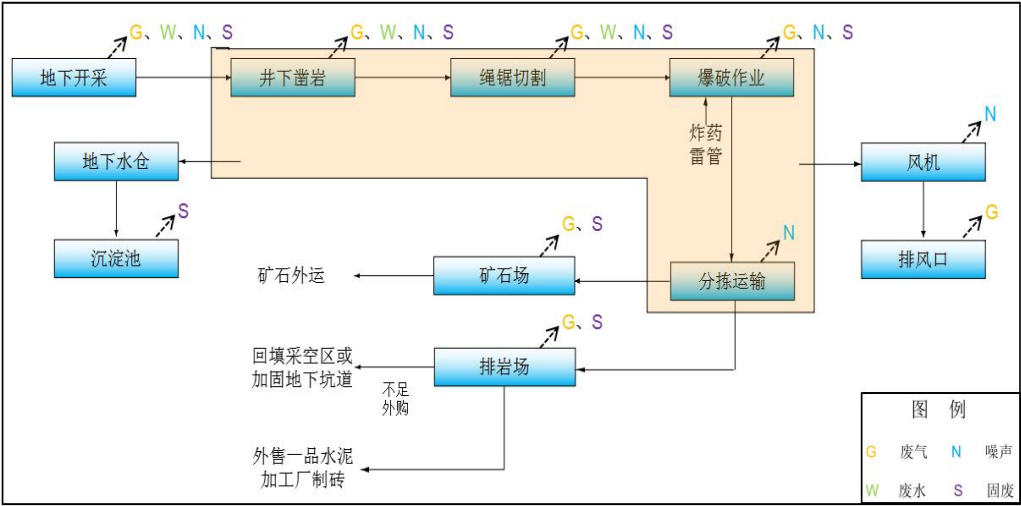 G、W、N、S
G、W、N、S
G、W、N、S
G、N、S
地下开采
井下凿岩
绳锯切割
爆破作业
炸药
雷管
N
地下水仓
风机
S
G
沉淀池
G、S
N
排风口
矿石外运
矿石场
分拣运输
G、S
回填采空区或
加固地下坑道
排岩场
不足
外购
外售一品水泥
加工厂制砖
图 例
G 废气 N 噪声
W 废水 S 固废